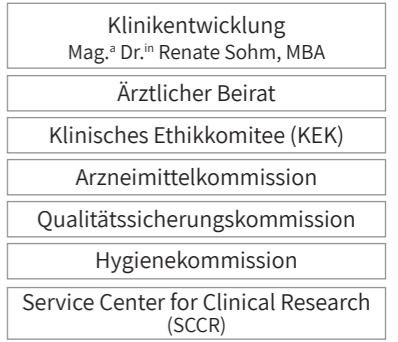 Klinikentwicklung
Mag.ᵃ Dr.ⁱⁿ Renate Sohm, MBA
Ärztlicher Beirat
Klinisches Ethikkomitee (KEK)
Arzneimittelkommission
Qualitätssicherungskommission
Hygienekommission
Service Center for Clinical Research
(SCCR)